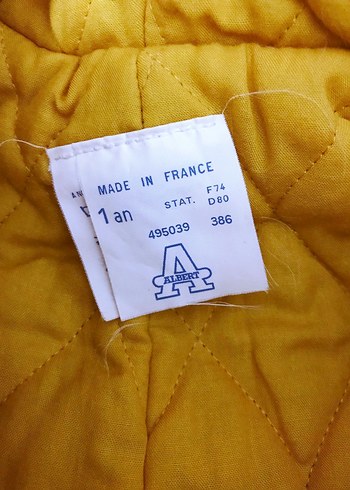 MADE IN FRANCE
1 an STAT. F74
D80
495039 386
ALBERT